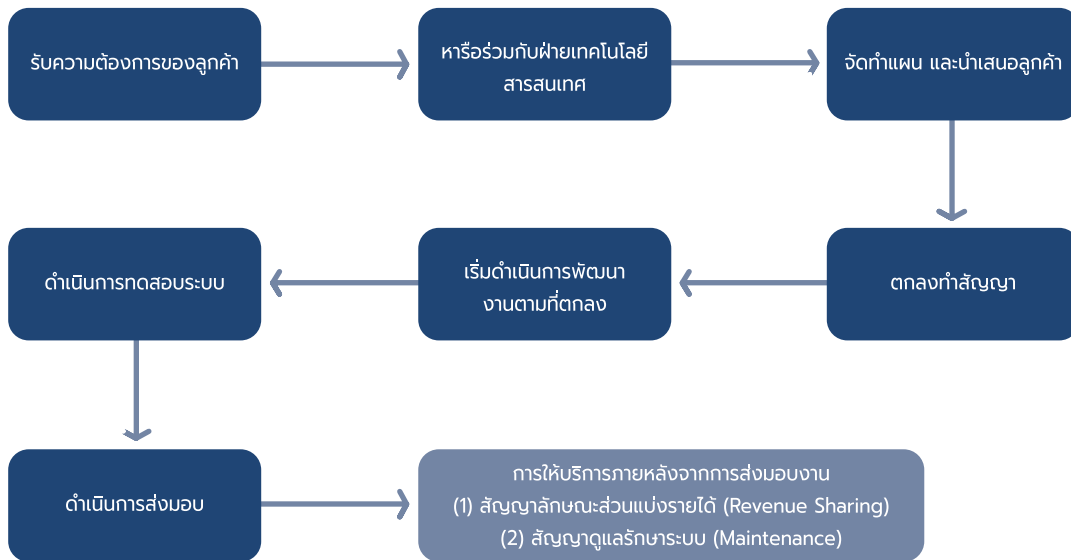 รับความต้องการของลูกค้า
หารือร่วมกับฝ่ายเทคโนโลยี
สารสนเทศ
จัดทำแผน และนำเสนอลูกค้า
ตกลงทำสัญญา
เริ่มดำเนินการพัฒนา
งานตามที่ตกลง
ดำเนินการทดสอบระบบ
ดำเนินการส่งมอบ
การให้บริการภายหลังจากการส่งมอบงาน
(1) สัญญาลักษณะส่วนแบ่งรายได้ (Revenue Sharing)
(2) สัญญาดูแลรักษาระบบ (Maintenance)